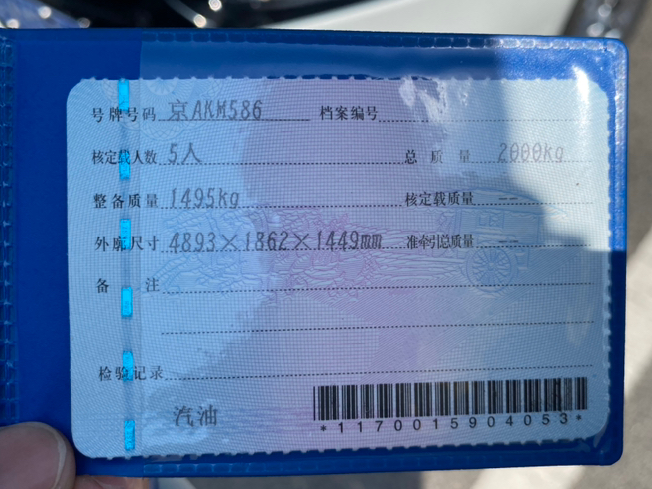 号牌号码 京AKM586 档案编号
核定载人数 5人 总质量 2000kg
整备质量 1495kg 核定载质量 --
外廓尺寸 4893×1862×1449mm 准牵引总质量 --
备注
检验记录
汽油
*1170015904053*